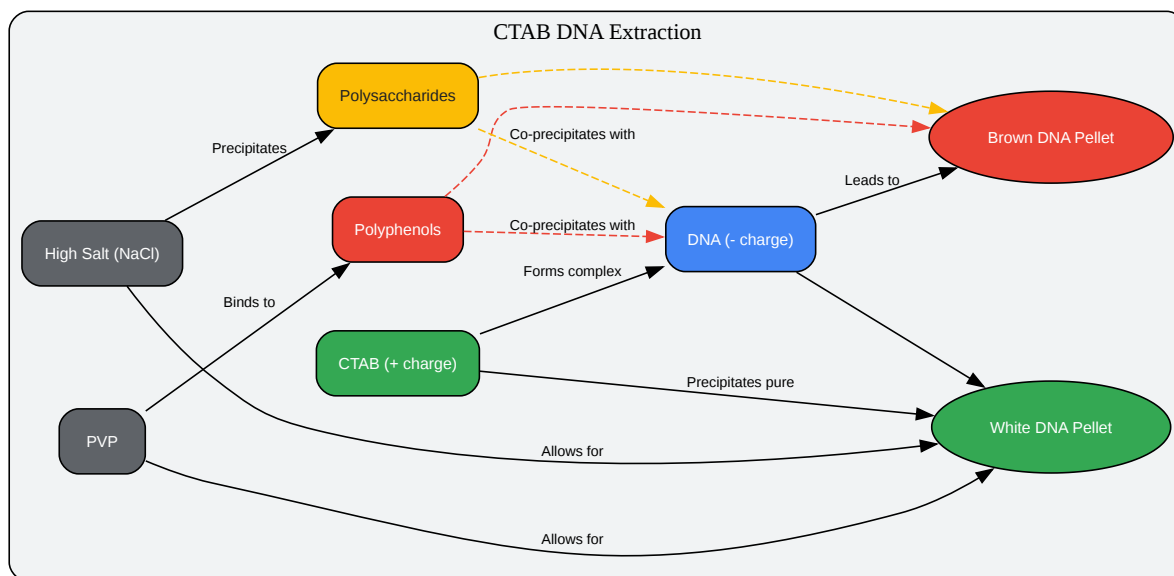 CTAB DNA Extraction
Polysaccharides
Co-precipitates with
Brown DNA Pellet
Precipitates
Leads to
Polyphenols
Co-precipitates with
DNA (- charge)
High Salt (NaCl)
Forms complex
Binds to
CTAB (+ charge)
Precipitates pure
White DNA Pellet
PVP
Allows for
Allows for